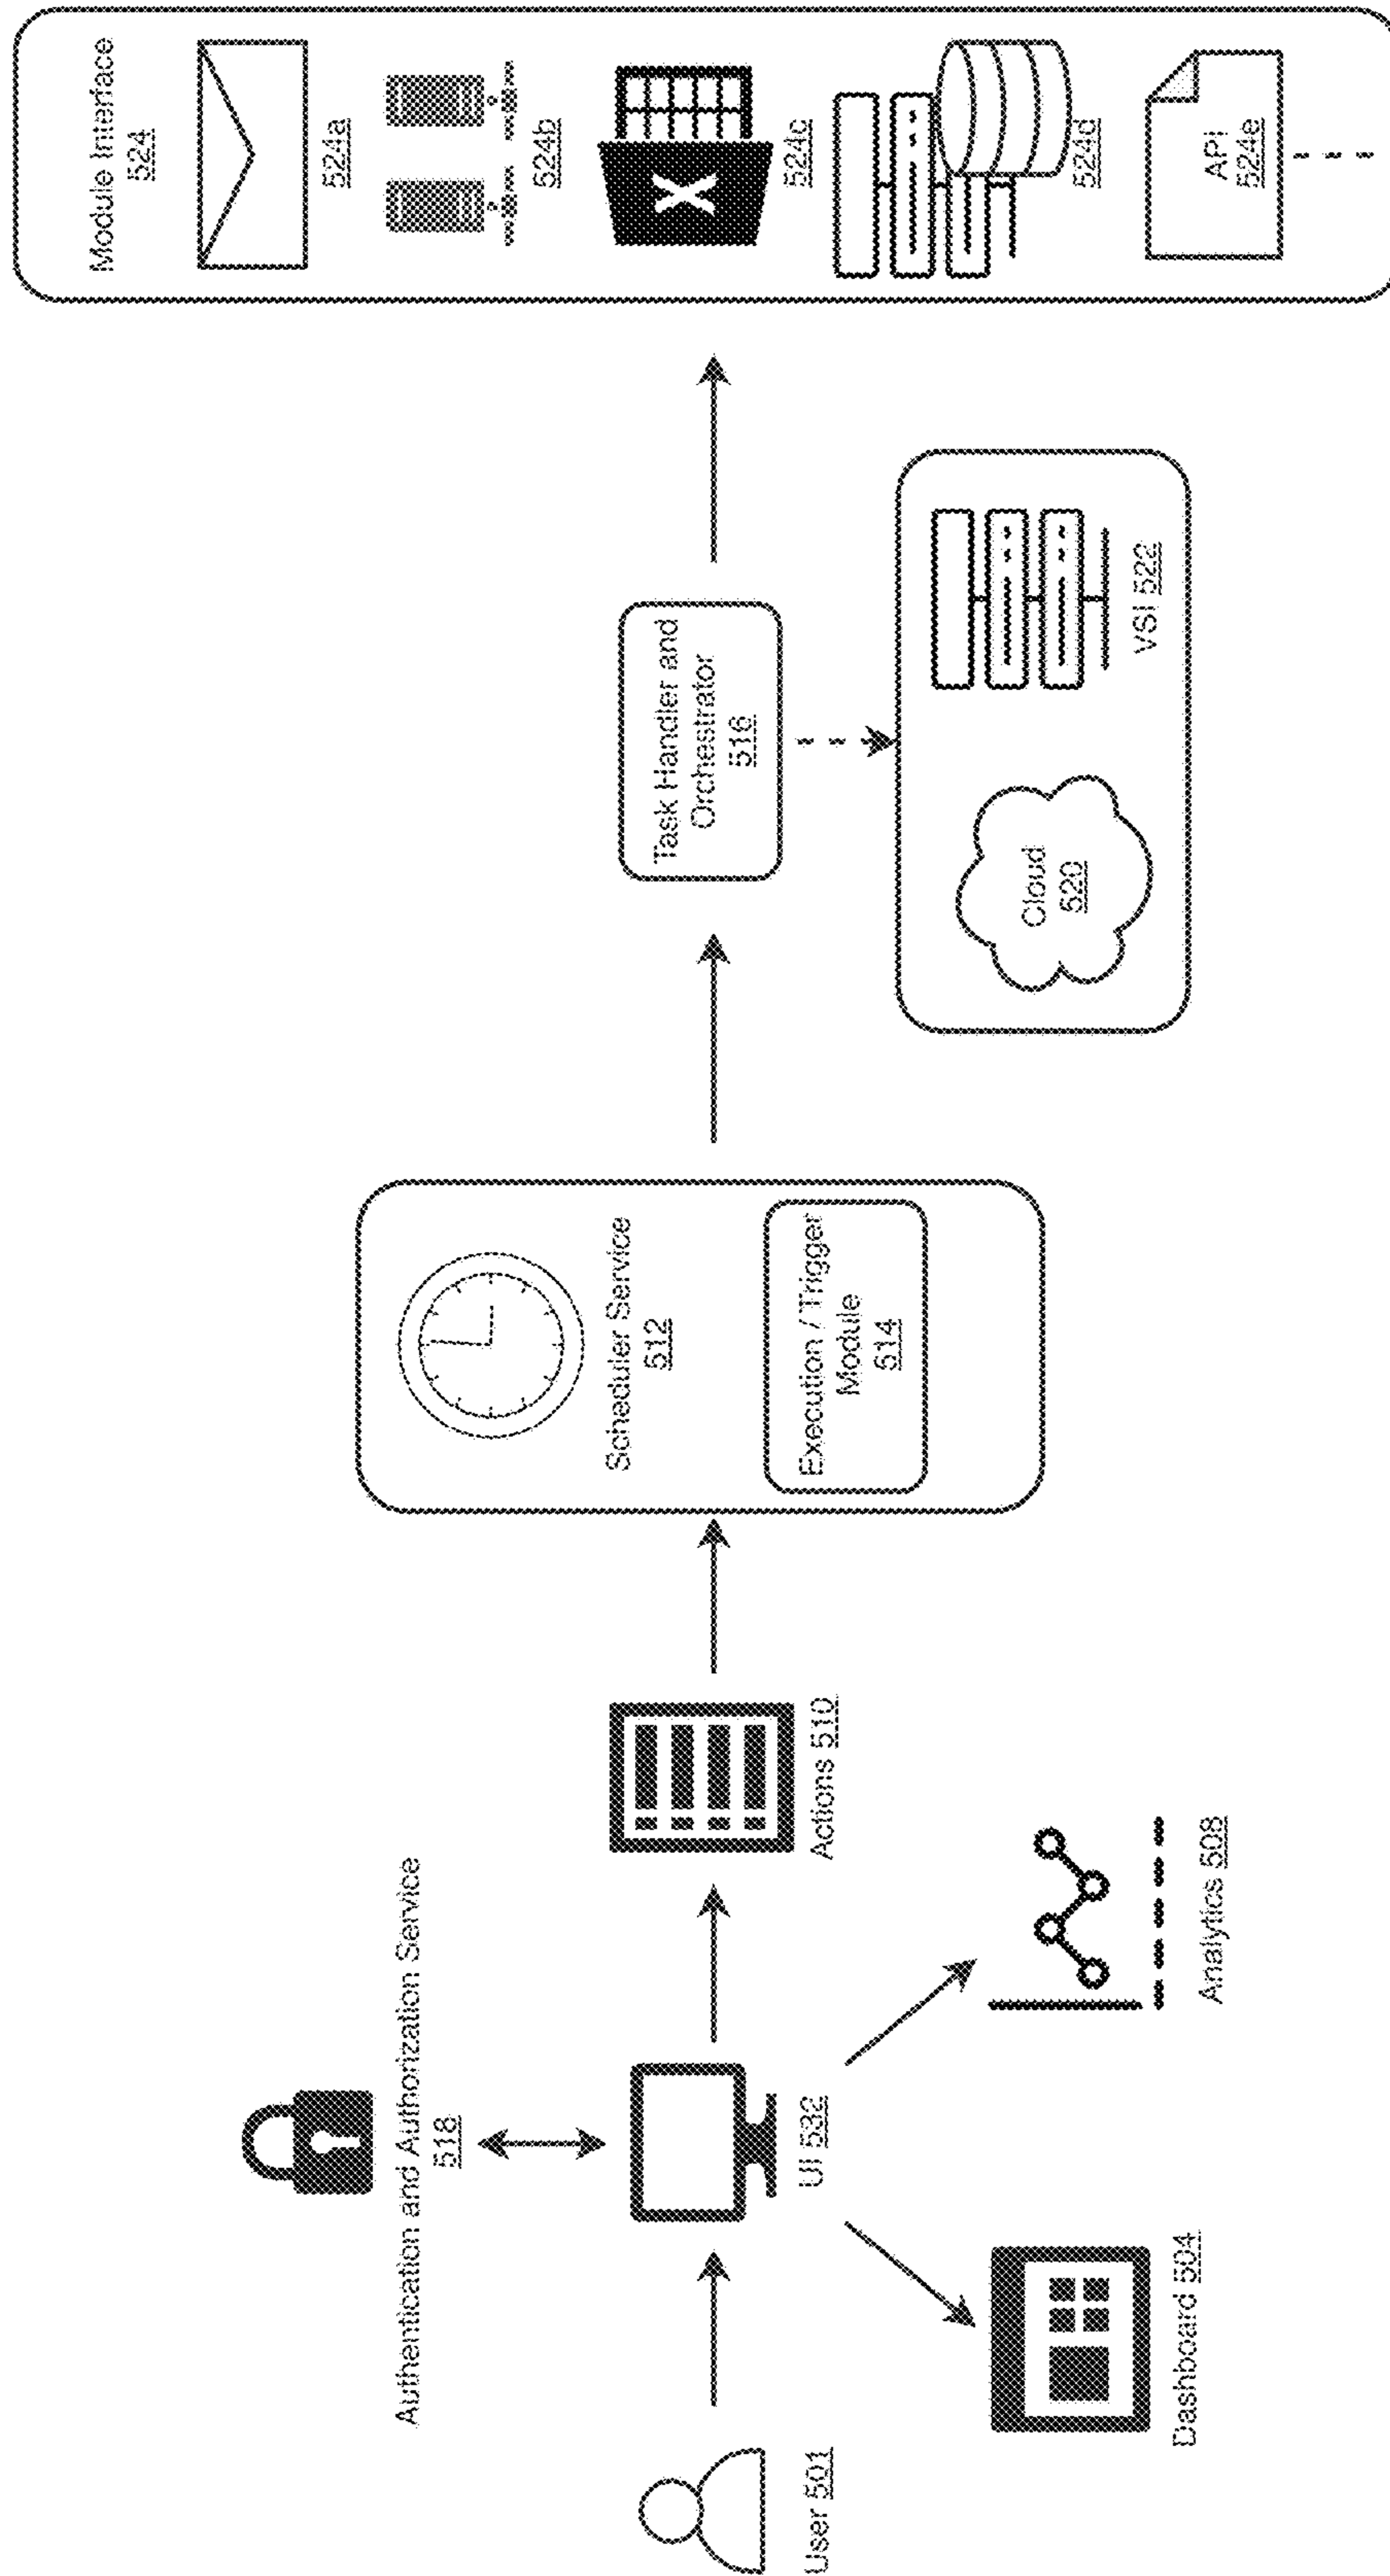 User 501
Authentication and Authorization Service
518
UI 532
Dashboard 504
Analytics 508
Actions 510
Scheduler Service
512
Execution / Trigger
Module
514
Task Handler and
Orchestrator
516
Cloud
520
VSI 522
Module Interface
524
524a
524b
X
524c
524d
API
524e